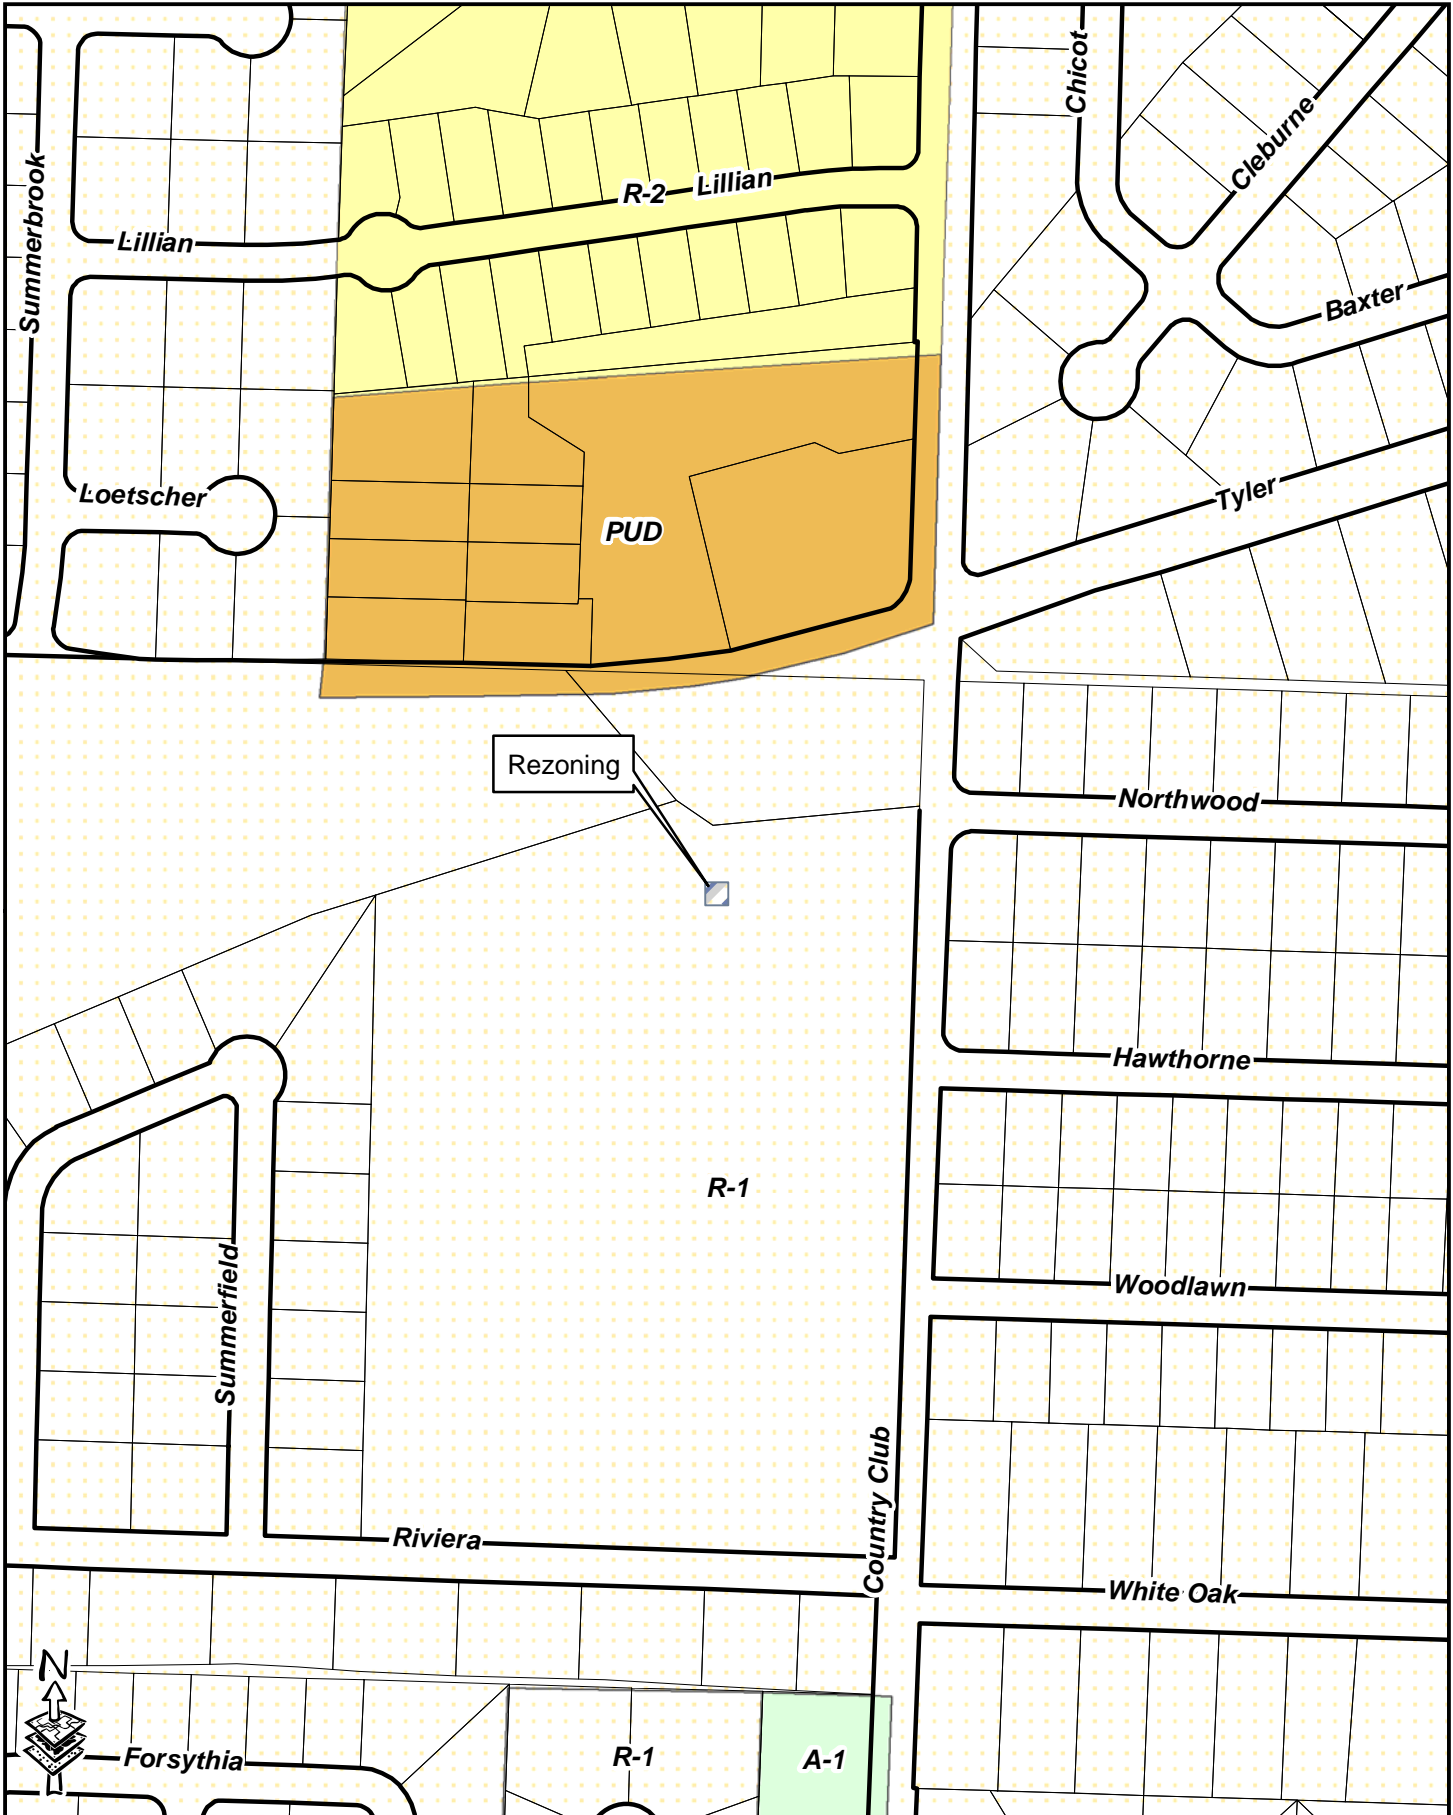 Chicot
Cleburne
Summerbrook
R-2
Lillian
Lillian
Baxter
Loetscher
Tyler
PUD
Rezoning
Northwood
Hawthorne
R-1
Woodlawn
Summerfield
Country Club
Riviera
White Oak
N
Forsythia
R-1
A-1